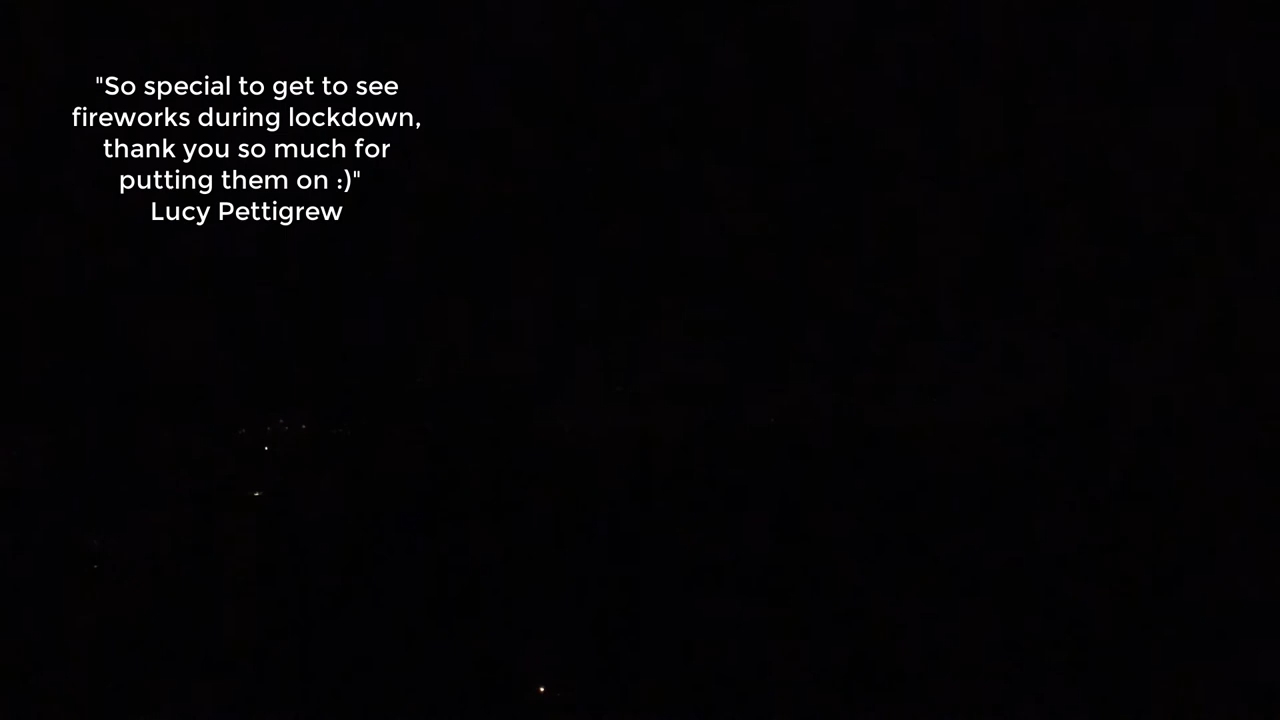 "So special to get to see
fireworks during lockdown,
thank you so much for
putting them on :)"
Lucy Pettigrew